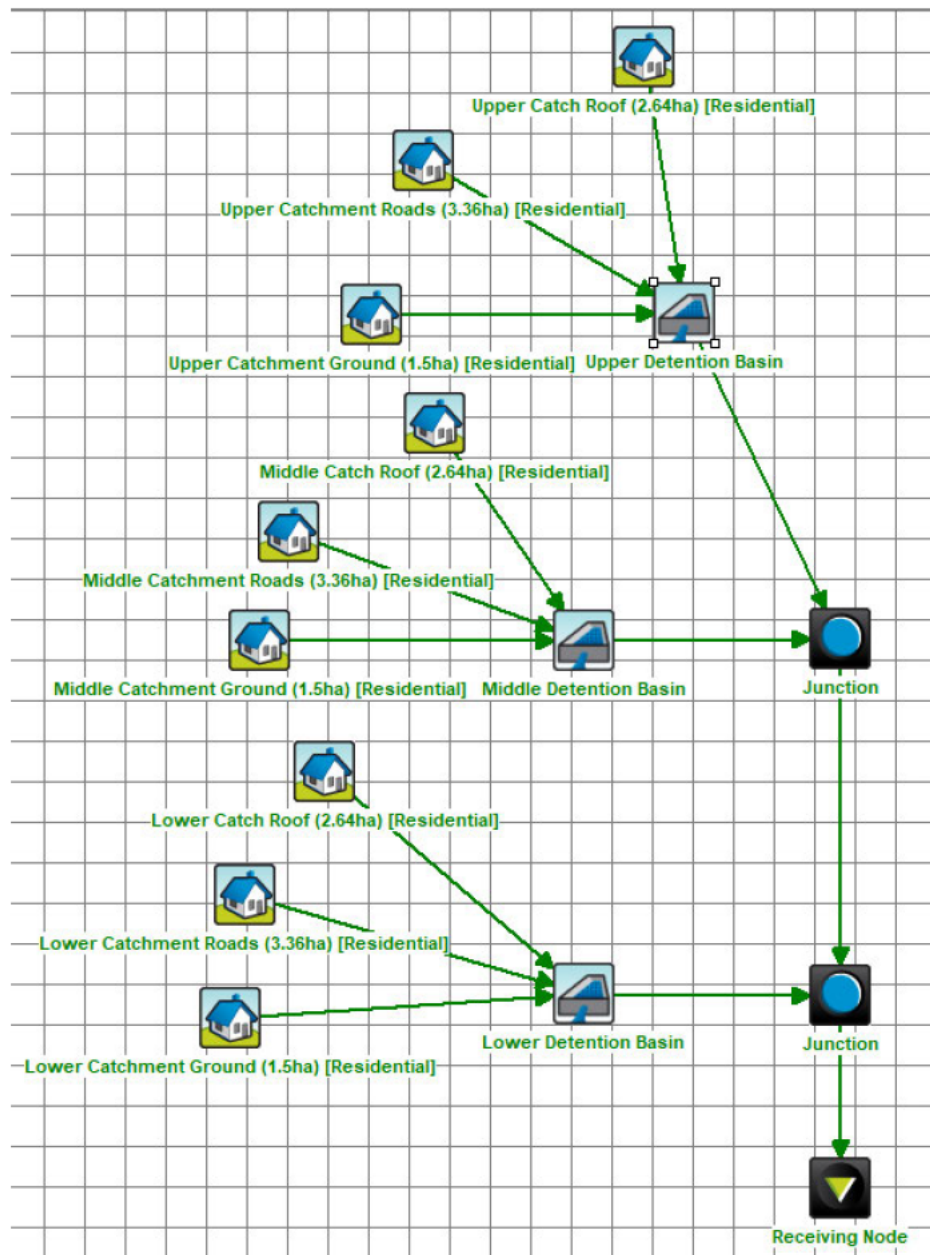 Upper Catch Roof (2.64ha) [Residential]
Upper Catchment Roads (3.36ha) [Residential]
Upper Catchment Ground (1.5ha) [Residential]
Upper Detention Basin
Middle Catch Roof (2.64ha) [Residential]
Middle Catchment Roads (3.36ha) [Residential]
Middle Catchment Ground (1.5ha) [Residential]
Middle Detention Basin
Junction
Lower Catch Roof (2.64ha) [Residential]
Lower Catchment Roads (3.36ha) [Residential]
Lower Catchment Ground (1.5ha) [Residential]
Lower Detention Basin
Junction
Receiving Node